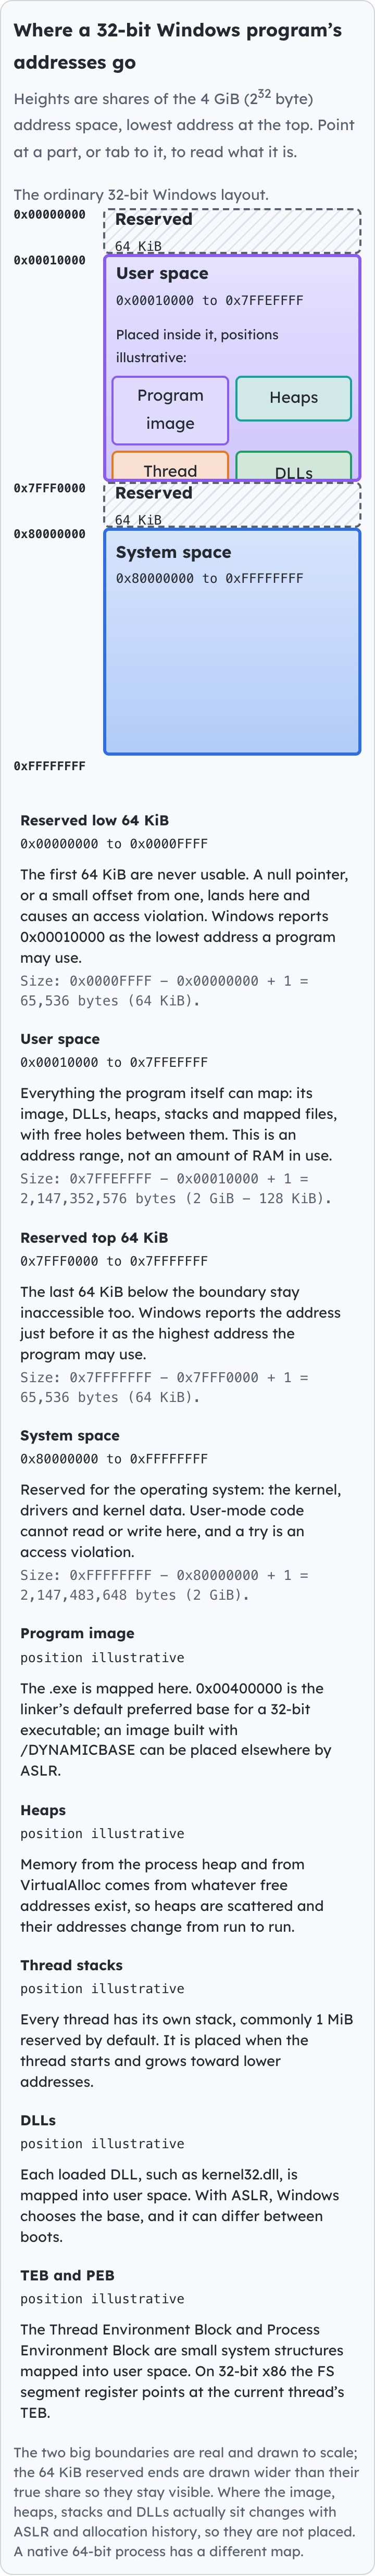 Where a 32-bit Windows program's
addresses go
Heights are shares of the 4 GiB (2³² byte)
address space, lowest address at the top. Point
at a part, or tab to it, to read what it is.
The ordinary 32-bit Windows layout.
0x00000000
Reserved
64 KiB
0x00010000
User space
0x00010000 to 0x7FFEFFFF
Placed inside it, positions
illustrative:
Program
image
Heaps
Thread
DLLs
0x7FFF0000
Reserved
64 KiB
0x80000000
System space
0x80000000 to 0xFFFFFFFF
0xFFFFFFFF
Reserved low 64 KiB
0x00000000 to 0x0000FFFF
The first 64 KiB are never usable. A null pointer,
or a small offset from one, lands here and
causes an access violation. Windows reports
0x00010000 as the lowest address a program
may use.
Size: 0x0000FFFF − 0x00000000 + 1 =
65,536 bytes (64 KiB).
User space
0x00010000 to 0x7FFEFFFF
Everything the program itself can map: its
image, DLLs, heaps, stacks and mapped files,
with free holes between them. This is an
address range, not an amount of RAM in use.
Size: 0x7FFEFFFF − 0x00010000 + 1 =
2,147,352,576 bytes (2 GiB − 128 KiB).
Reserved top 64 KiB
0x7FFF0000 to 0x7FFFFFFF
The last 64 KiB below the boundary stay
inaccessible too. Windows reports the address
just before it as the highest address the
program may use.
Size: 0x7FFFFFFF − 0x7FFF0000 + 1 =
65,536 bytes (64 KiB).
System space
0x80000000 to 0xFFFFFFFF
Reserved for the operating system: the kernel,
drivers and kernel data. User-mode code
cannot read or write here, and a try is an
access violation.
Size: 0xFFFFFFFF − 0x80000000 + 1 =
2,147,483,648 bytes (2 GiB).
Program image
position illustrative
The .exe is mapped here. 0x00400000 is the
linker's default preferred base for a 32-bit
executable; an image built with
/DYNAMICBASE can be placed elsewhere by
ASLR.
Heaps
position illustrative
Memory from the process heap and from
VirtualAlloc comes from whatever free
addresses exist, so heaps are scattered and
their addresses change from run to run.
Thread stacks
position illustrative
Every thread has its own stack, commonly 1 MiB
reserved by default. It is placed when the
thread starts and grows toward lower
addresses.
DLLs
position illustrative
Each loaded DLL, such as kernel32.dll, is
mapped into user space. With ASLR, Windows
chooses the base, and it can differ between
boots.
TEB and PEB
position illustrative
The Thread Environment Block and Process
Environment Block are small system structures
mapped into user space. On 32-bit x86 the FS
segment register points at the current thread's
TEB.
The two big boundaries are real and drawn to scale;
the 64 KiB reserved ends are drawn wider than their
true share so they stay visible. Where the image,
heaps, stacks and DLLs actually sit changes with
ASLR and allocation history, so they are not placed.
A native 64-bit process has a different map.